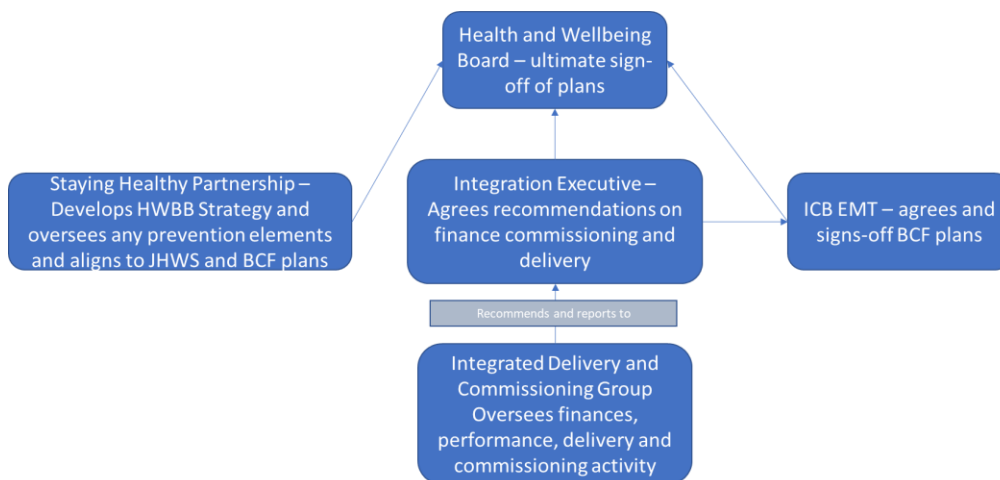 Health and Wellbeing
Board – ultimate sign-
off of plans
Staying Healthy Partnership –
Develops HWBB Strategy and
oversees any prevention elements
and aligns to JHWS and BCF plans
Integration Executive –
Agrees recommendations on
finance commissioning and
delivery
ICB EMT – agrees and
signs-off BCF plans
Recommends and reports to
Integrated Delivery and
Commissioning Group
Oversees finances,
performance, delivery and
commissioning activity